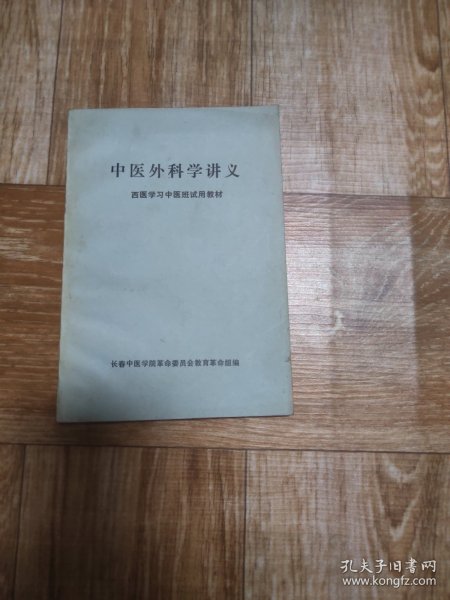 中医外科学讲义
西医学习中医班试用教材
长春中医学院革命委员会教育革命组编
孔夫子旧书网
www.kongfz.com